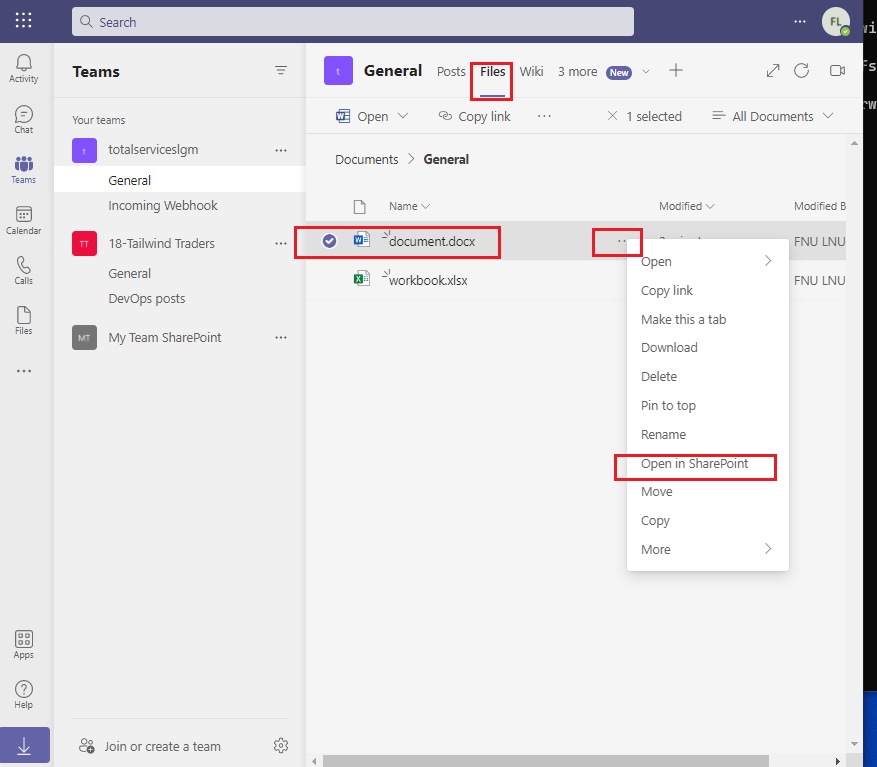 Search
FL
Activity
Chat
Teams
Calendar
Calls
Files
Apps
Help
Teams
Your teams
t totalserviceslgm
General
Incoming Webhook
TT 18-Tailwind Traders
General
DevOps posts
MT My Team SharePoint
Join or create a team
t General Posts Files Wiki 3 more New
Open Copy link 1 selected All Documents
Documents > General
Name Modified Modified B
document.docx FNU LNU
workbook.xlsx FNU LNU
Open
Copy link
Make this a tab
Download
Delete
Pin to top
Rename
Open in SharePoint
Move
Copy
More